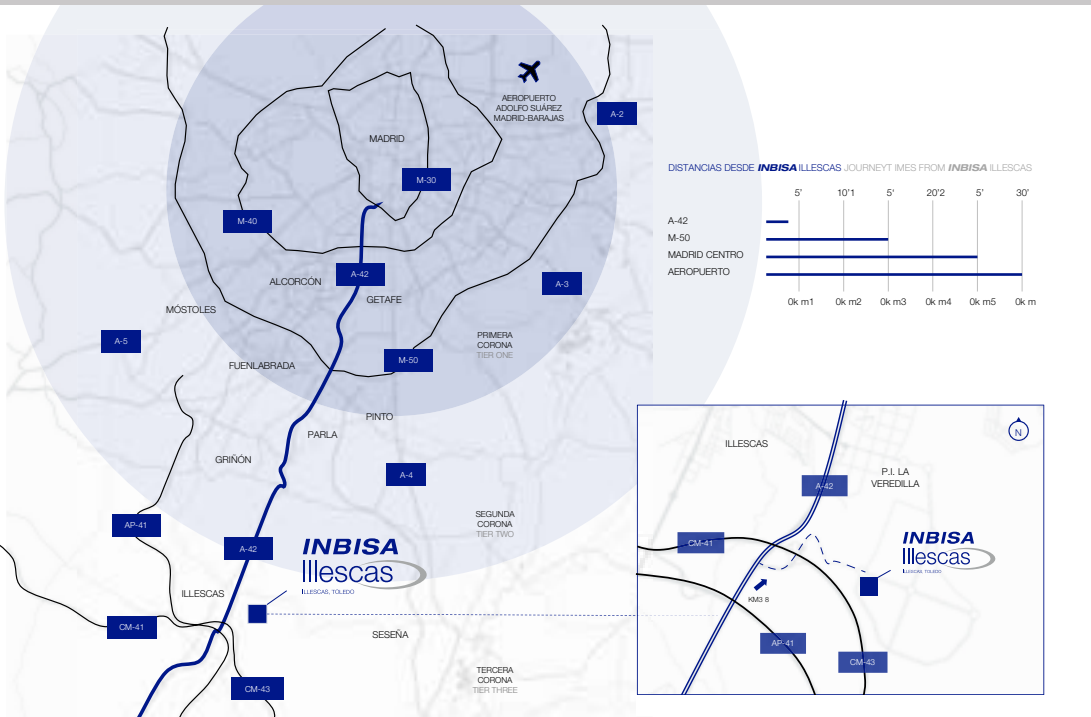 AEROPUERTO
ADOLFO SUÁREZ
MADRID-BARAJAS
A-2
MADRID
M-30
M-40
A-42
ALCORCÓN
GETAFE
A-3
MÓSTOLES
A-5
PRIMERA
CORONA
TIER ONE
M-50
FUENLABRADA
PINTO
PARLA
GRIÑÓN
A-4
SEGUNDA
CORONA
TIER TWO
AP-41
A-42
INBISA
Illescas
ILLESCAS, TOLEDO
ILLESCAS
CM-41
SESEÑA
TERCERA
CORONA
TIER THREE
CM-43
DISTANCIAS DESDE INBISA ILLESCAS JOURNEYT IMES FROM INBISA ILLESCAS
5' 10'1 5' 20'2 5' 30'
A-42
M-50
MADRID CENTRO
AEROPUERTO
0k m1 0k m2 0k m3 0k m4 0k m5 0k m
ILLESCAS
N
P.I. LA
VEREDILLA
A-42
CM-41
INBISA
Illescas
ILLESCAS, TOLEDO
KM3 8
AP-41
CM-43